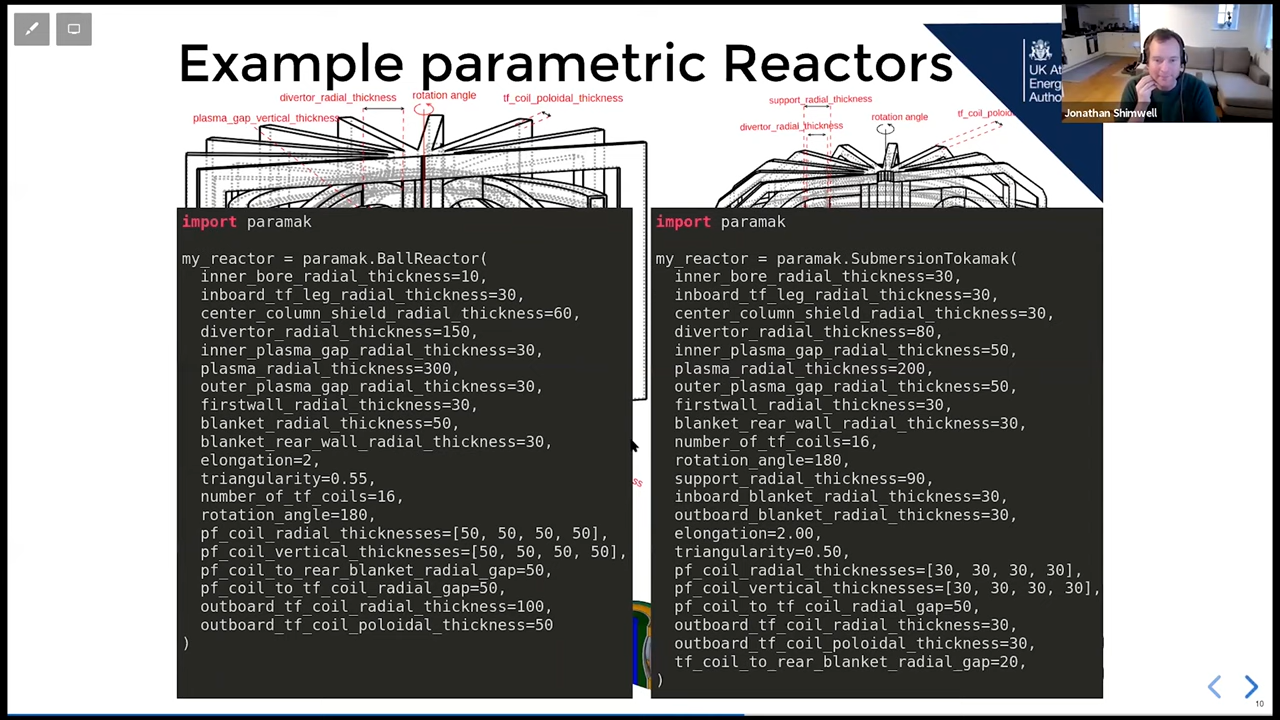 Example parametric Reactors
UK At
Energ
Autho
Jonathan Shimwell
divertor_radial_thickness
rotation angle
tf_coil_poloidal_thickness
plasma_gap_vertical_thickness
support_radial_thickness
rotation angle
tf_coil_poloid
divertor_radial_thickness
import paramak
my_reactor = paramak.BallReactor(
inner_bore_radial_thickness=10,
inboard_tf_leg_radial_thickness=30,
center_column_shield_radial_thickness=60,
divertor_radial_thickness=150,
inner_plasma_gap_radial_thickness=30,
plasma_radial_thickness=300,
outer_plasma_gap_radial_thickness=30,
firstwall_radial_thickness=30,
blanket_radial_thickness=50,
blanket_rear_wall_radial_thickness=30,
elongation=2,
triangularity=0.55,
number_of_tf_coils=16,
rotation_angle=180,
pf_coil_radial_thicknesses=[50, 50, 50, 50],
pf_coil_vertical_thicknesses=[50, 50, 50, 50],
pf_coil_to_rear_blanket_radial_gap=50,
pf_coil_to_tf_coil_radial_gap=50,
outboard_tf_coil_radial_thickness=100,
outboard_tf_coil_poloidal_thickness=50
)
import paramak
my_reactor = paramak.SubmersionTokamak(
inner_bore_radial_thickness=30,
inboard_tf_leg_radial_thickness=30,
center_column_shield_radial_thickness=30,
divertor_radial_thickness=80,
inner_plasma_gap_radial_thickness=50,
plasma_radial_thickness=200,
outer_plasma_gap_radial_thickness=50,
firstwall_radial_thickness=30,
blanket_rear_wall_radial_thickness=30,
number_of_tf_coils=16,
rotation_angle=180,
support_radial_thickness=90,
inboard_blanket_radial_thickness=30,
outboard_blanket_radial_thickness=30,
elongation=2.00,
triangularity=0.50,
pf_coil_radial_thicknesses=[30, 30, 30, 30],
pf_coil_vertical_thicknesses=[30, 30, 30, 30],
pf_coil_to_tf_coil_radial_gap=50,
outboard_tf_coil_radial_thickness=30,
outboard_tf_coil_poloidal_thickness=30,
tf_coil_to_rear_blanket_radial_gap=20,
)
10